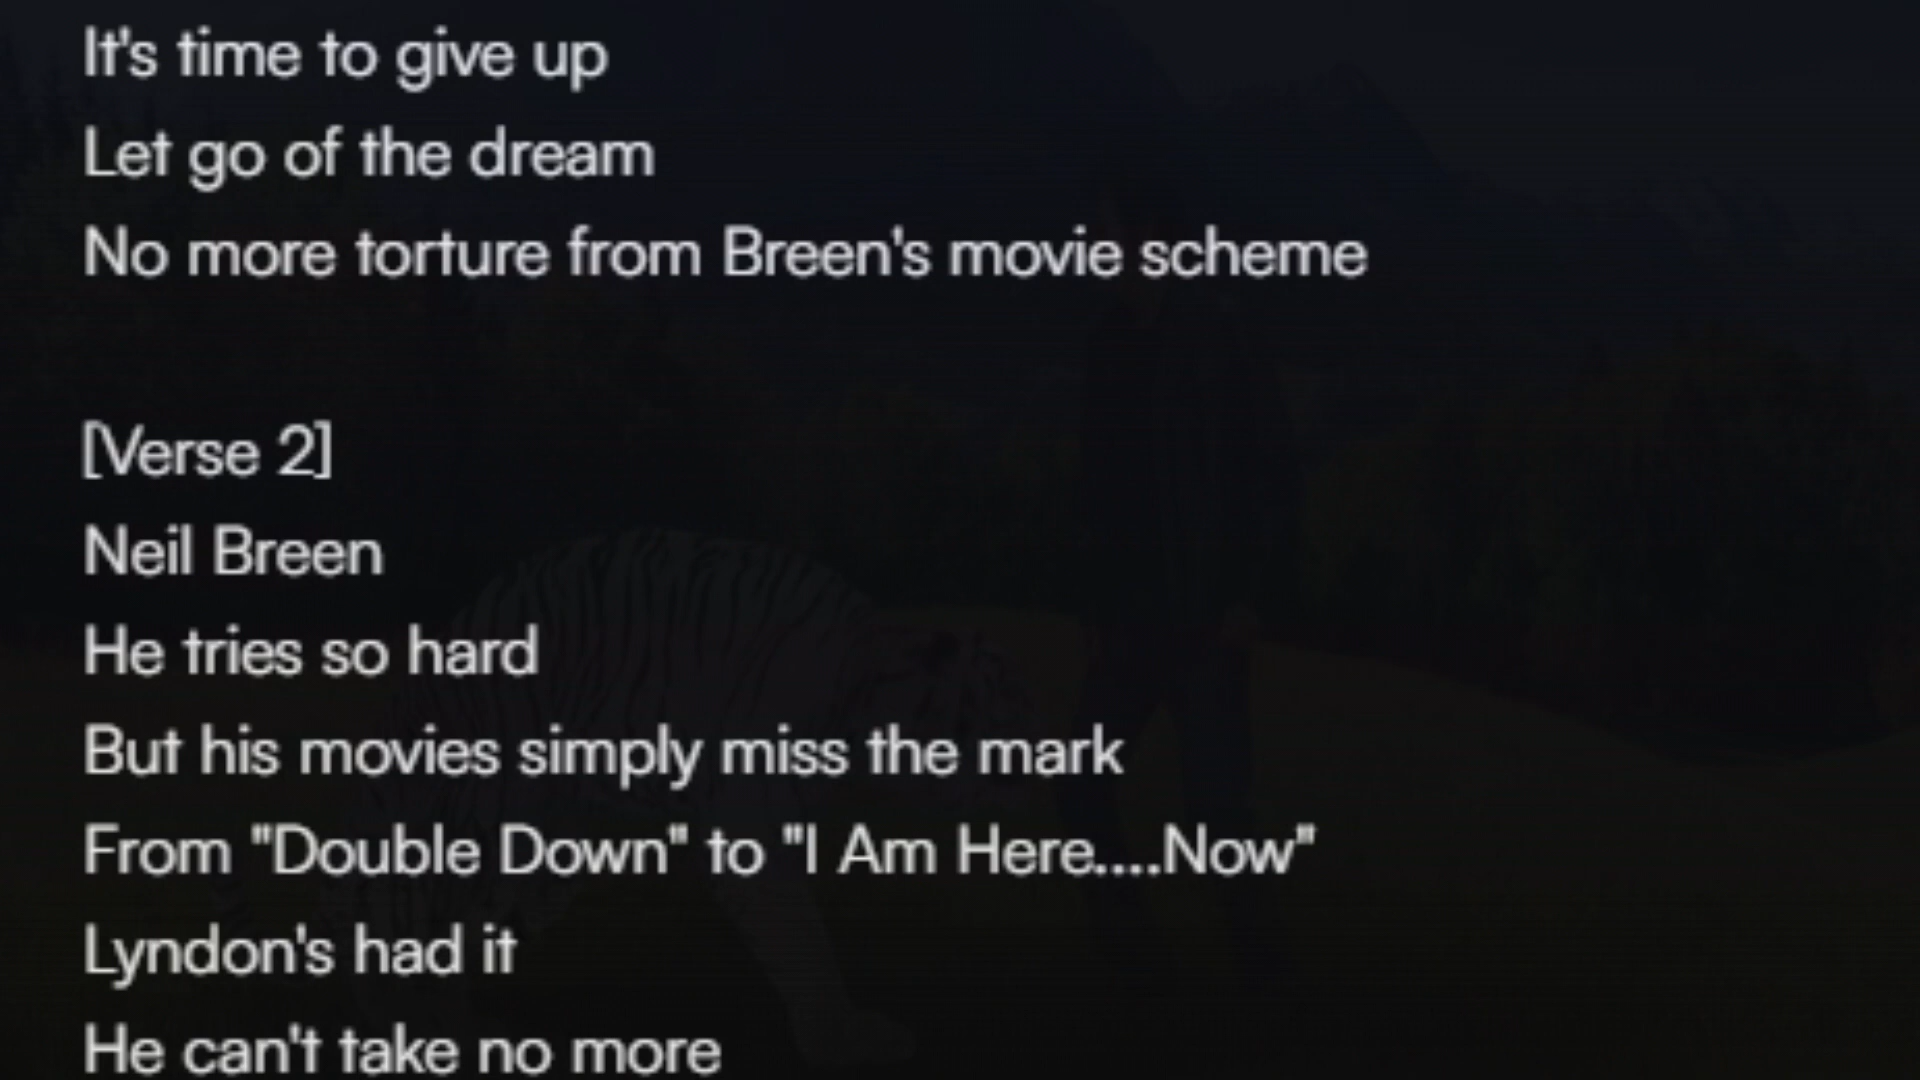 It's time to give up
Let go of the dream
No more torture from Breen's movie scheme
[Verse 2]
Neil Breen
He tries so hard
But his movies simply miss the mark
From "Double Down" to "I Am Here....Now"
Lyndon's had it
He can't take no more